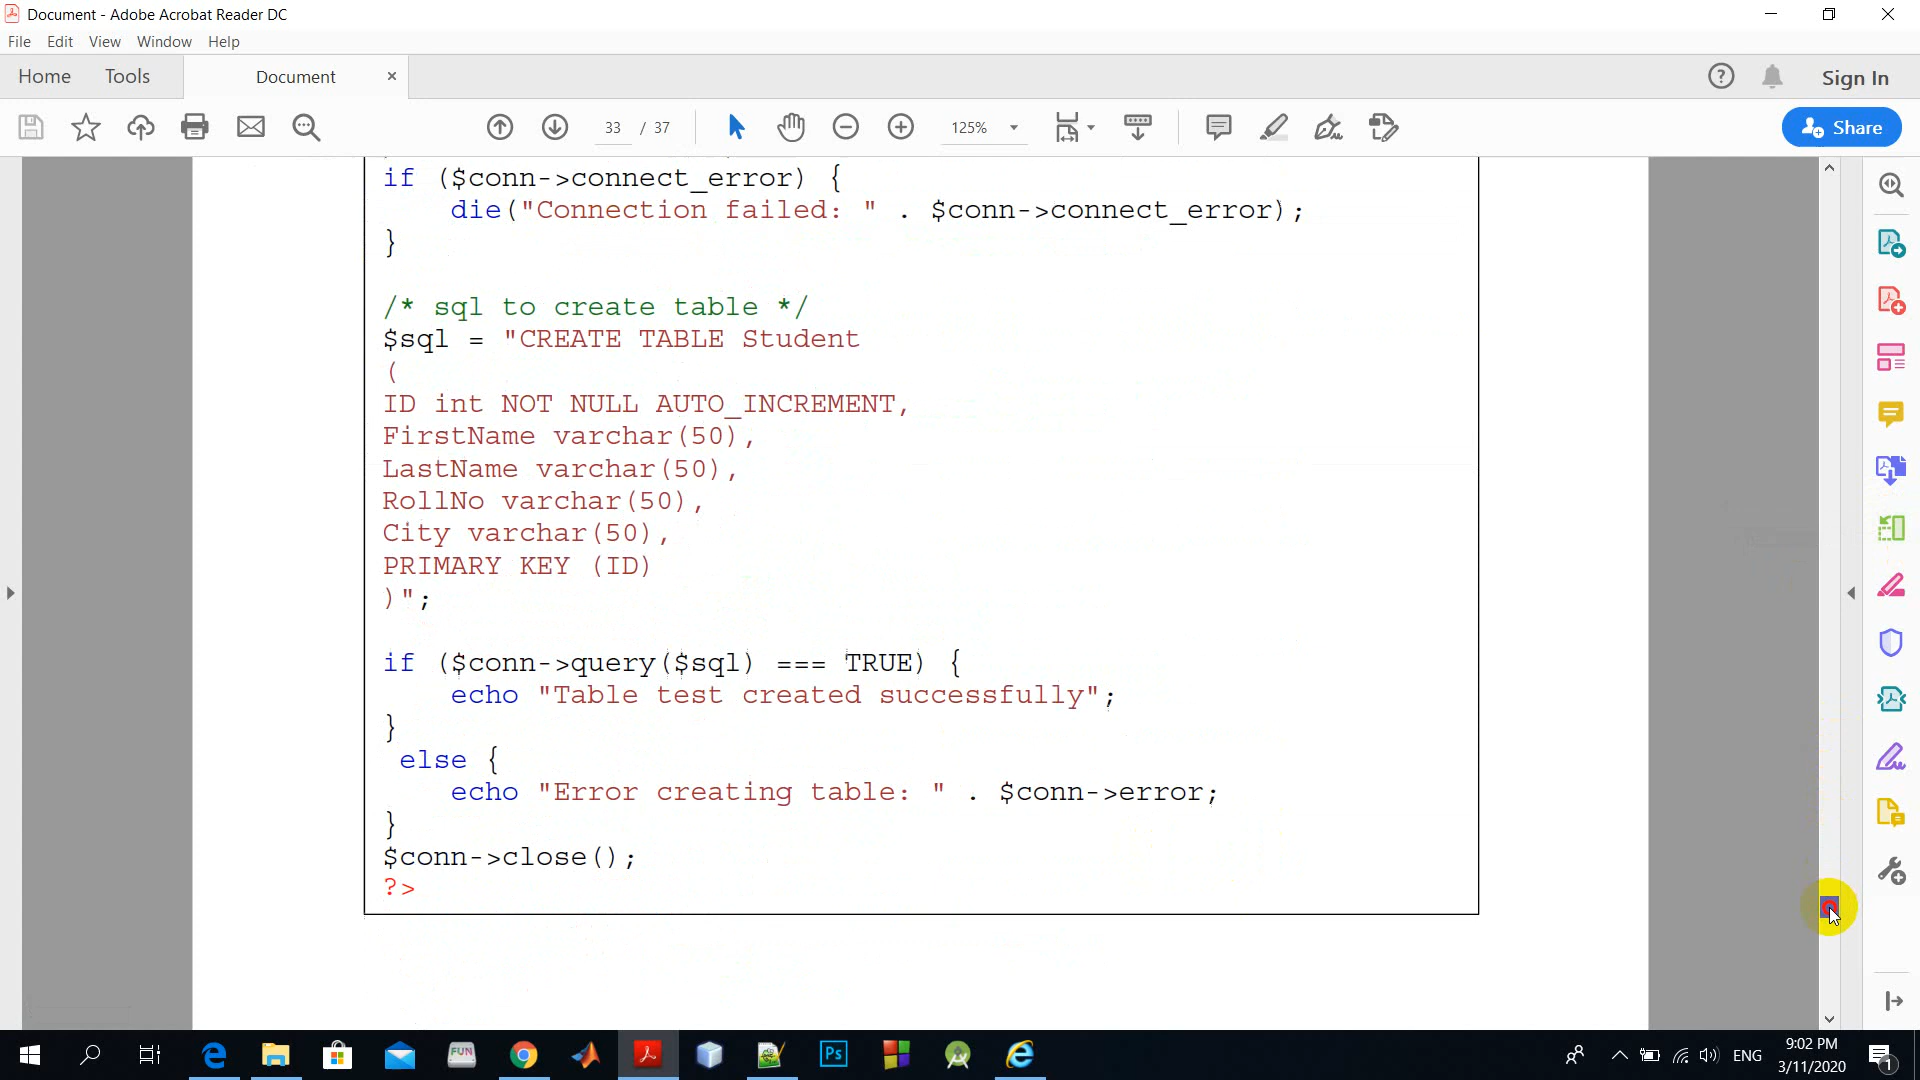 Document - Adobe Acrobat Reader DC
File Edit View Window Help
Home Tools Document Sign In
33 / 37 125% Share
if ($conn->connect_error) {
die("Connection failed: " . $conn->connect_error);
}
/* sql to create table */
$sql = "CREATE TABLE Student
(
ID int NOT NULL AUTO_INCREMENT,
FirstName varchar(50),
LastName varchar(50),
RollNo varchar(50),
City varchar(50),
PRIMARY KEY (ID)
)";
if ($conn->query($sql) === TRUE) {
echo "Table test created successfully";
}
else {
echo "Error creating table: " . $conn->error;
}
$conn->close();
?>
FUN Ps ENG 9:02 PM
3/11/2020 1